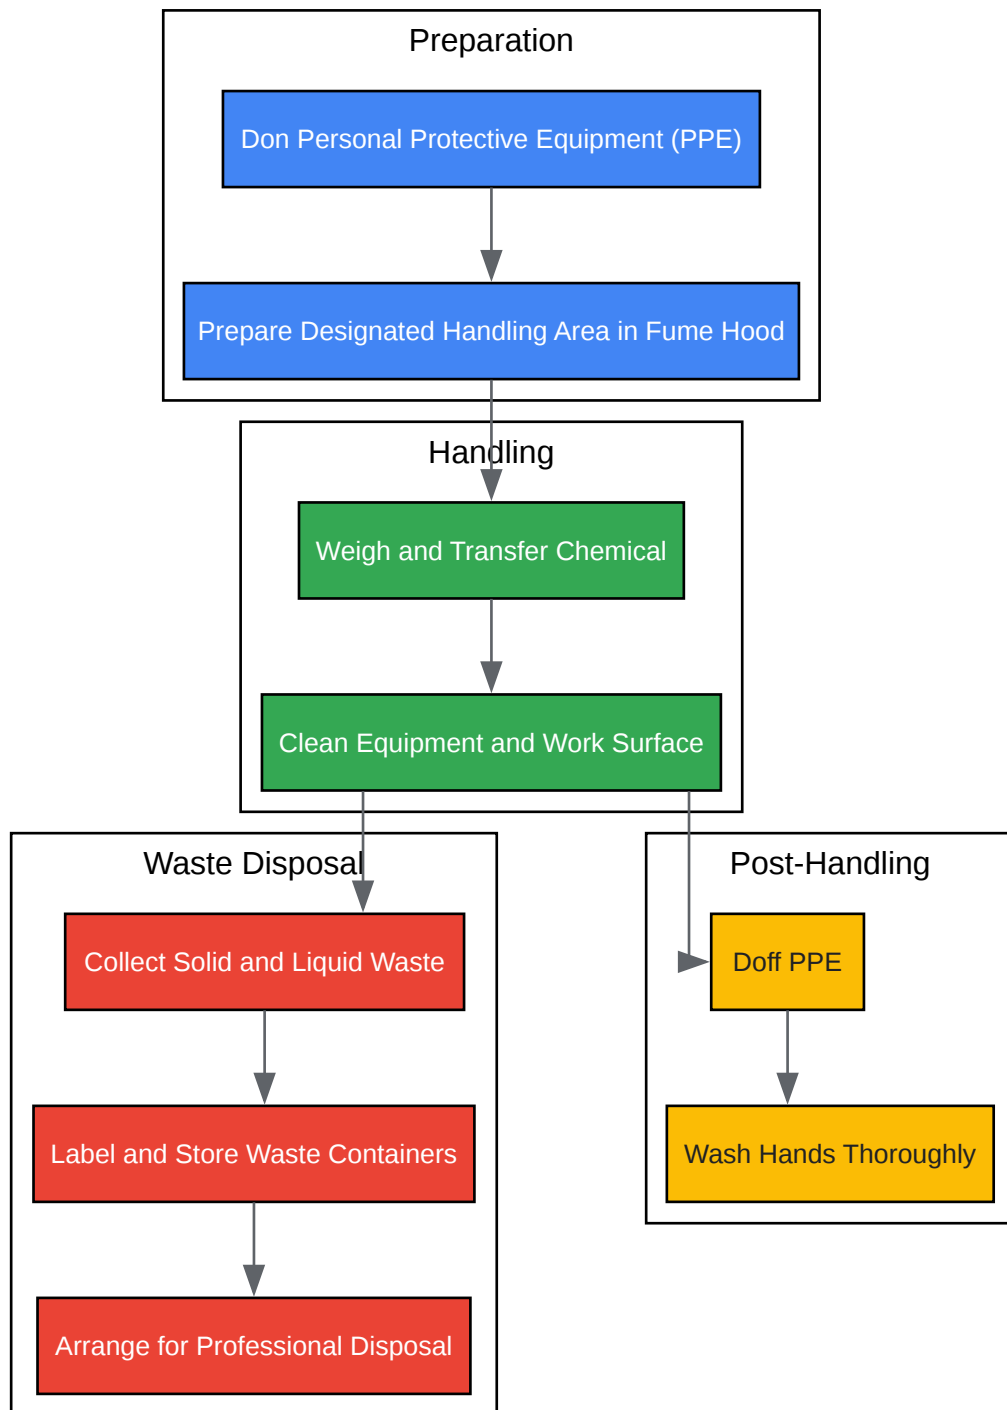 Preparation
Don Personal Protective Equipment (PPE)
Prepare Designated Handling Area in Fume Hood
Handling
Weigh and Transfer Chemical
Clean Equipment and Work Surface
Waste Disposal
Collect Solid and Liquid Waste
Label and Store Waste Containers
Arrange for Professional Disposal
Post-Handling
Doff PPE
Wash Hands Thoroughly